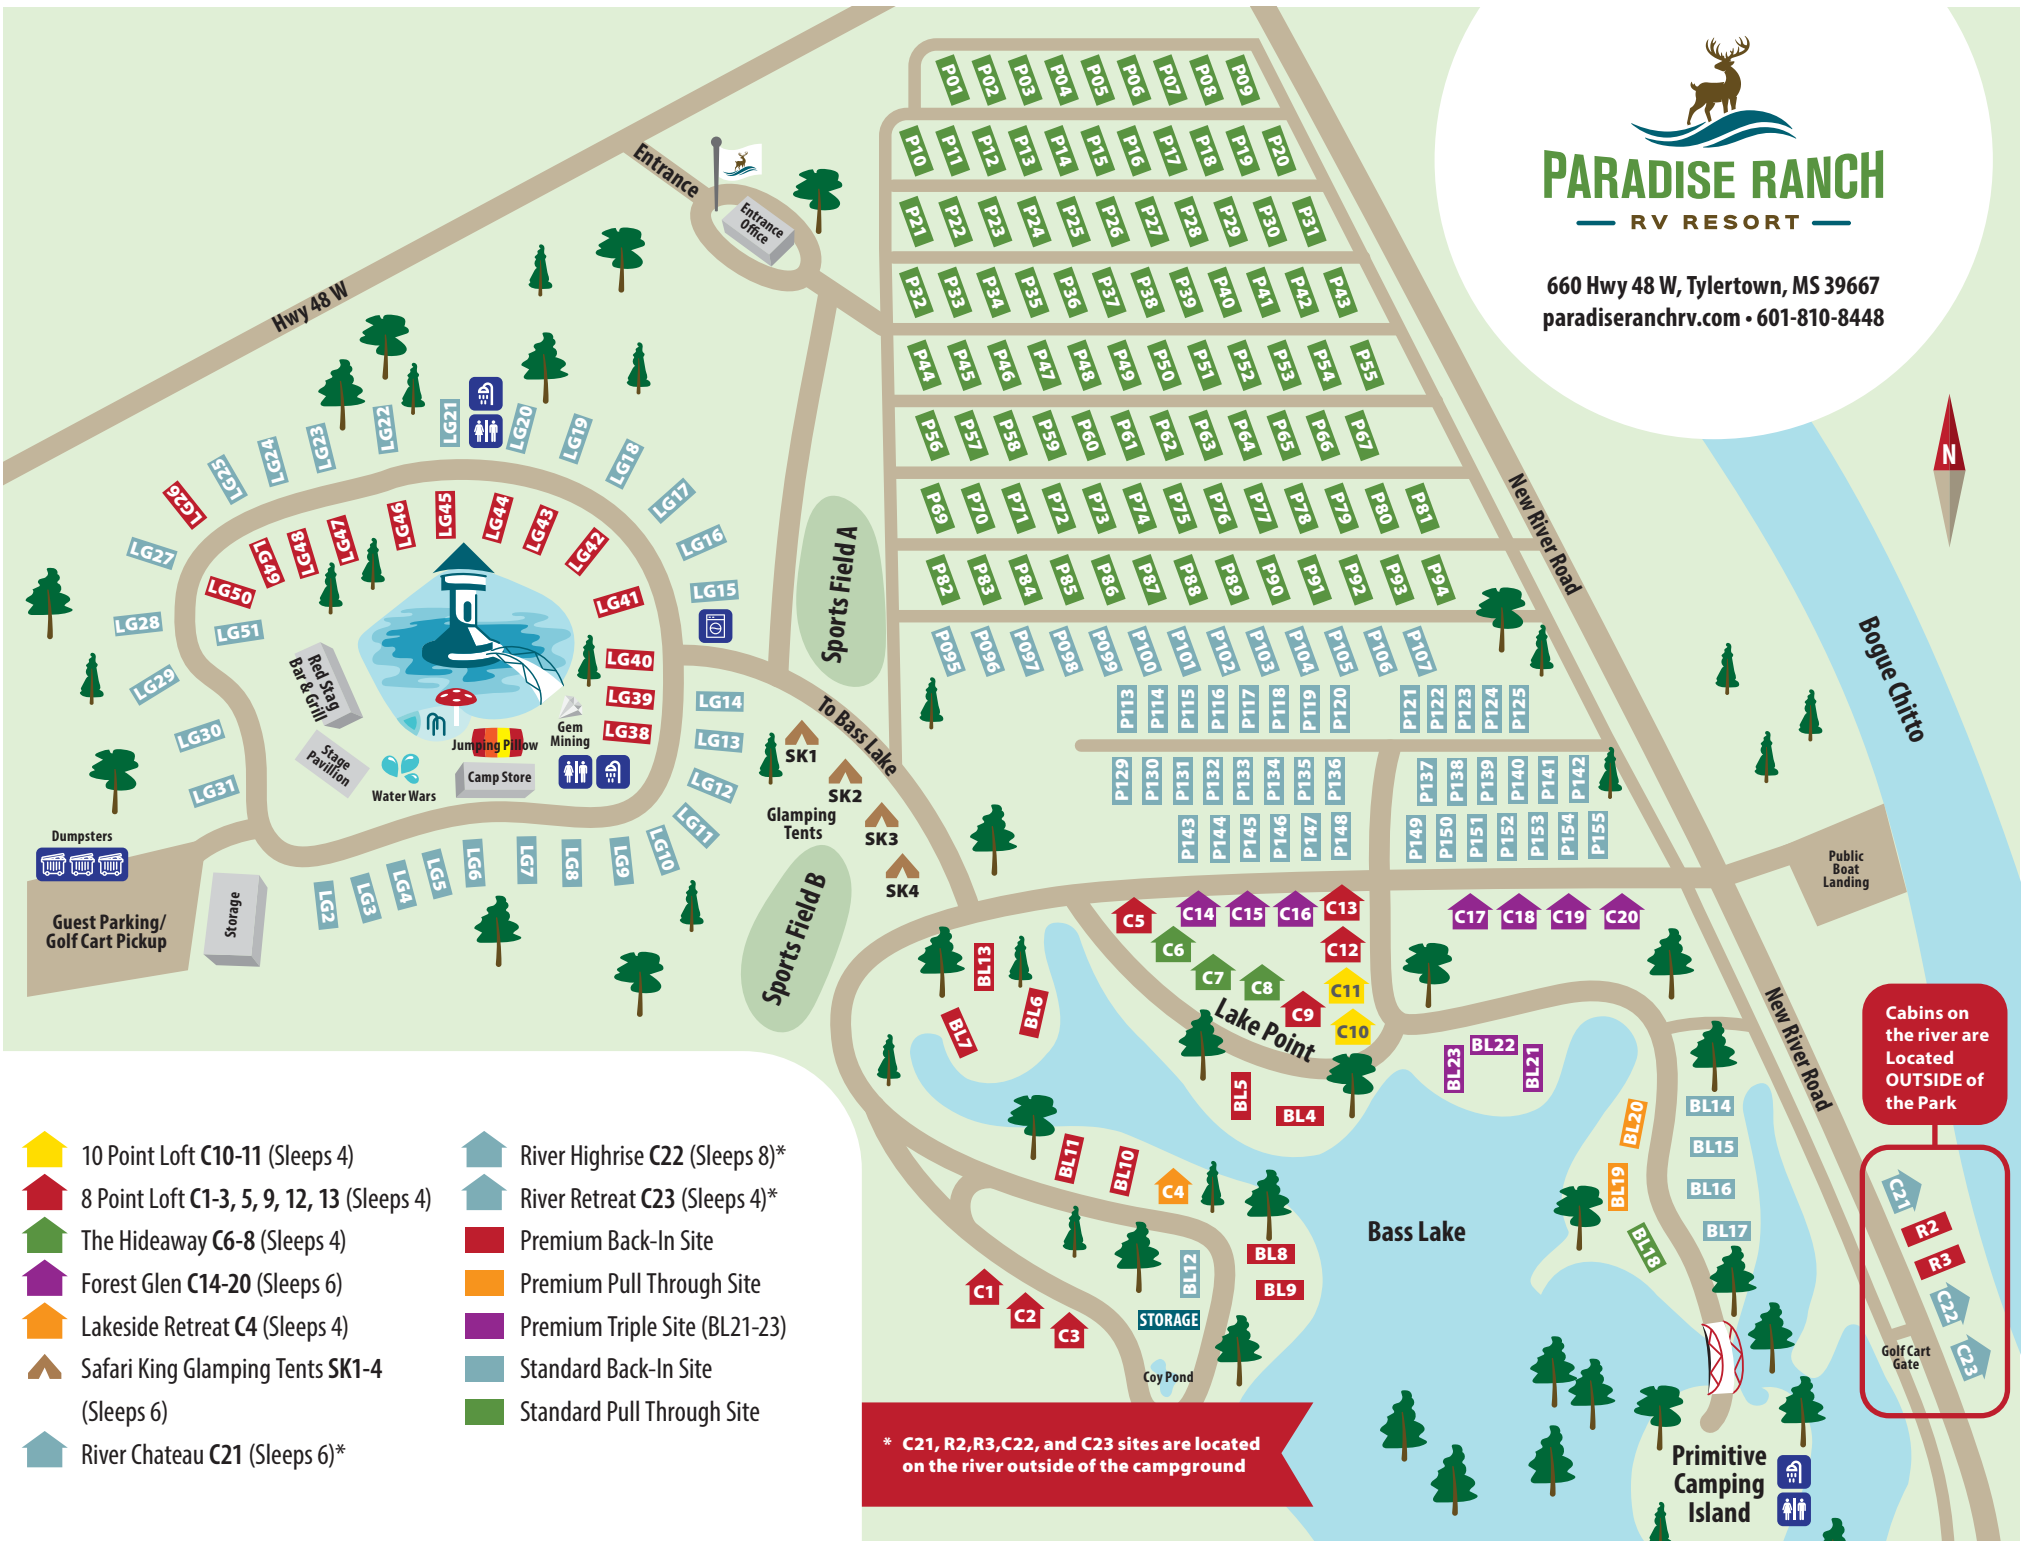 PARADISE RANCH
RV RESORT
660 Hwy 48 W, Tylertown, MS 39667
paradiseranchrv.com • 601-810-8448
N
Hwy 48 W
Entrance
Entrance
Office
P01 P02 P03 P04 P05 P06 P07 P08 P09
P10 P11 P12 P13 P14 P15 P16 P17 P18 P19 P20
P21 P22 P23 P24 P25 P26 P27 P28 P29 P30 P31
P32 P33 P34 P35 P36 P37 P38 P39 P40 P41 P42 P43
P44 P45 P46 P47 P48 P49 P50 P51 P52 P53 P54 P55
P56 P57 P58 P59 P60 P61 P62 P63 P64 P65 P66 P67
P69 P70 P71 P72 P73 P74 P75 P76 P77 P78 P79 P80 P81
P82 P83 P84 P85 P86 P87 P88 P89 P90 P91 P92 P93 P94
P095 P096 P097 P098 P099 P100 P101 P102 P103 P104 P105 P106 P107
P113 P114 P115 P116 P117 P118 P119 P120 P121 P122 P123 P124 P125
P129 P130 P131 P132 P133 P134 P135 P136 P137 P138 P139 P140 P141 P142
P143 P144 P145 P146 P147 P148 P149 P150 P151 P152 P153 P154 P155
New River Road
Bogue Chitto
Public
Boat
Landing
New River Road
LG26 LG25 LG24 LG23 LG22 LG21 LG20 LG19 LG18 LG17 LG16 LG15
LG27 LG28 LG29 LG30 LG31
LG50 LG49 LG48 LG47 LG46 LG45 LG44 LG43 LG42 LG41
LG51
LG40
LG39
LG38
LG14
LG13
LG12
LG11
LG10
LG2 LG3 LG4 LG5 LG6 LG7 LG8 LG9
Red Stag
Bar & Grill
Stage
Pavillion
Water Wars
Jumping Pillow
Camp Store
Gem
Mining
Dumpsters
Guest Parking/
Golf Cart Pickup
Storage
Sports Field A
Sports Field B
To Bass Lake
SK1
SK2
SK3
SK4
Glamping
Tents
C5 C14 C15 C16 C13
C6 C12
C7 C8 C11
C9 C10
C17 C18 C19 C20
Lake Point
BL13
BL6
BL7
BL5
BL4
BL23 BL22 BL21
BL20
BL19
BL18
BL14
BL15
BL16
BL17
BL11 BL10 C4
BL12
BL8
BL9
C1
C2
C3
STORAGE
Coy Pond
Bass Lake
Primitive
Camping
Island
Cabins on
the river are
Located
OUTSIDE of
the Park
C21
R2
R3
C22
C23
Golf Cart
Gate
10 Point Loft C10-11 (Sleeps 4)
8 Point Loft C1-3, 5, 9, 12, 13 (Sleeps 4)
The Hideaway C6-8 (Sleeps 4)
Forest Glen C14-20 (Sleeps 6)
Lakeside Retreat C4 (Sleeps 4)
Safari King Glamping Tents SK1-4
(Sleeps 6)
River Chateau C21 (Sleeps 6)*
River Highrise C22 (Sleeps 8)*
River Retreat C23 (Sleeps 4)*
Premium Back-In Site
Premium Pull Through Site
Premium Triple Site (BL21-23)
Standard Back-In Site
Standard Pull Through Site
* C21, R2,R3,C22, and C23 sites are located
on the river outside of the campground